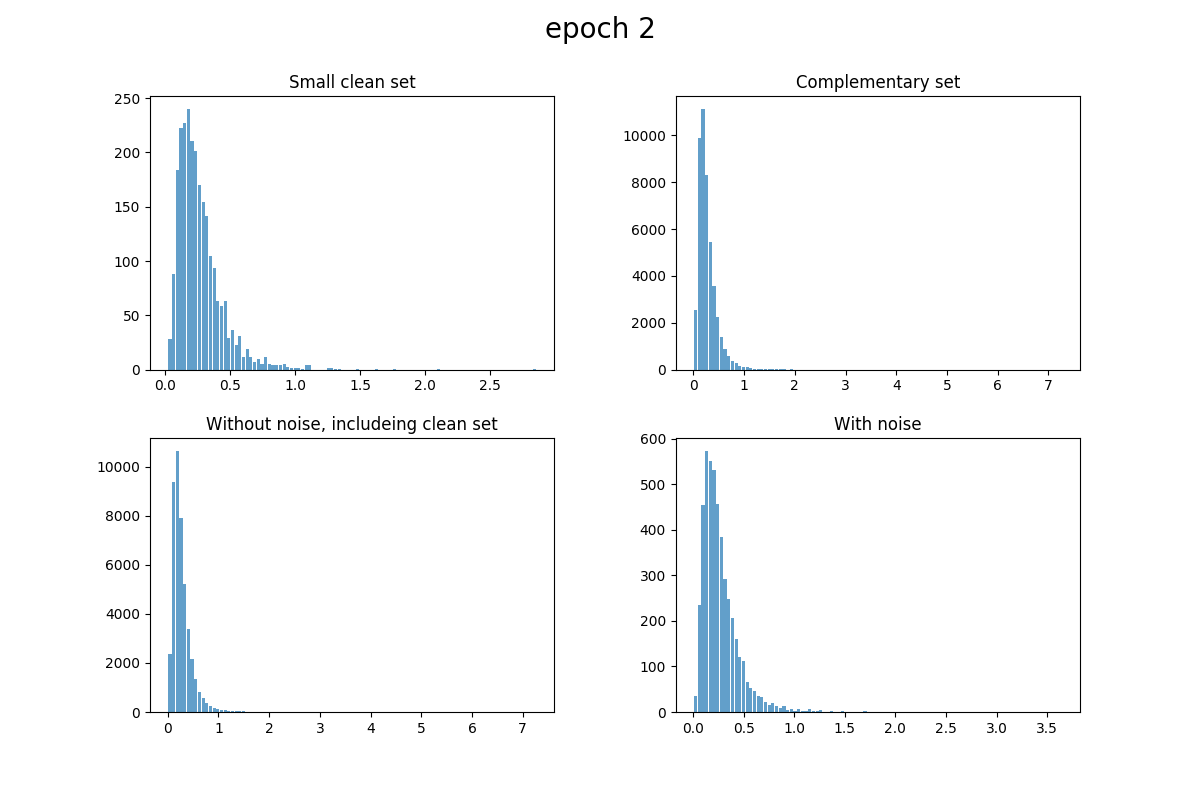 epoch 2
Small clean set
250
200
150
100
50
0
0.0 0.5 1.0 1.5 2.0 2.5
Complementary set
10000
8000
6000
4000
2000
0
0 1 2 3 4 5 6 7
Without noise, includeing clean set
10000
8000
6000
4000
2000
0
0 1 2 3 4 5 6 7
With noise
600
500
400
300
200
100
0
0.0 0.5 1.0 1.5 2.0 2.5 3.0 3.5